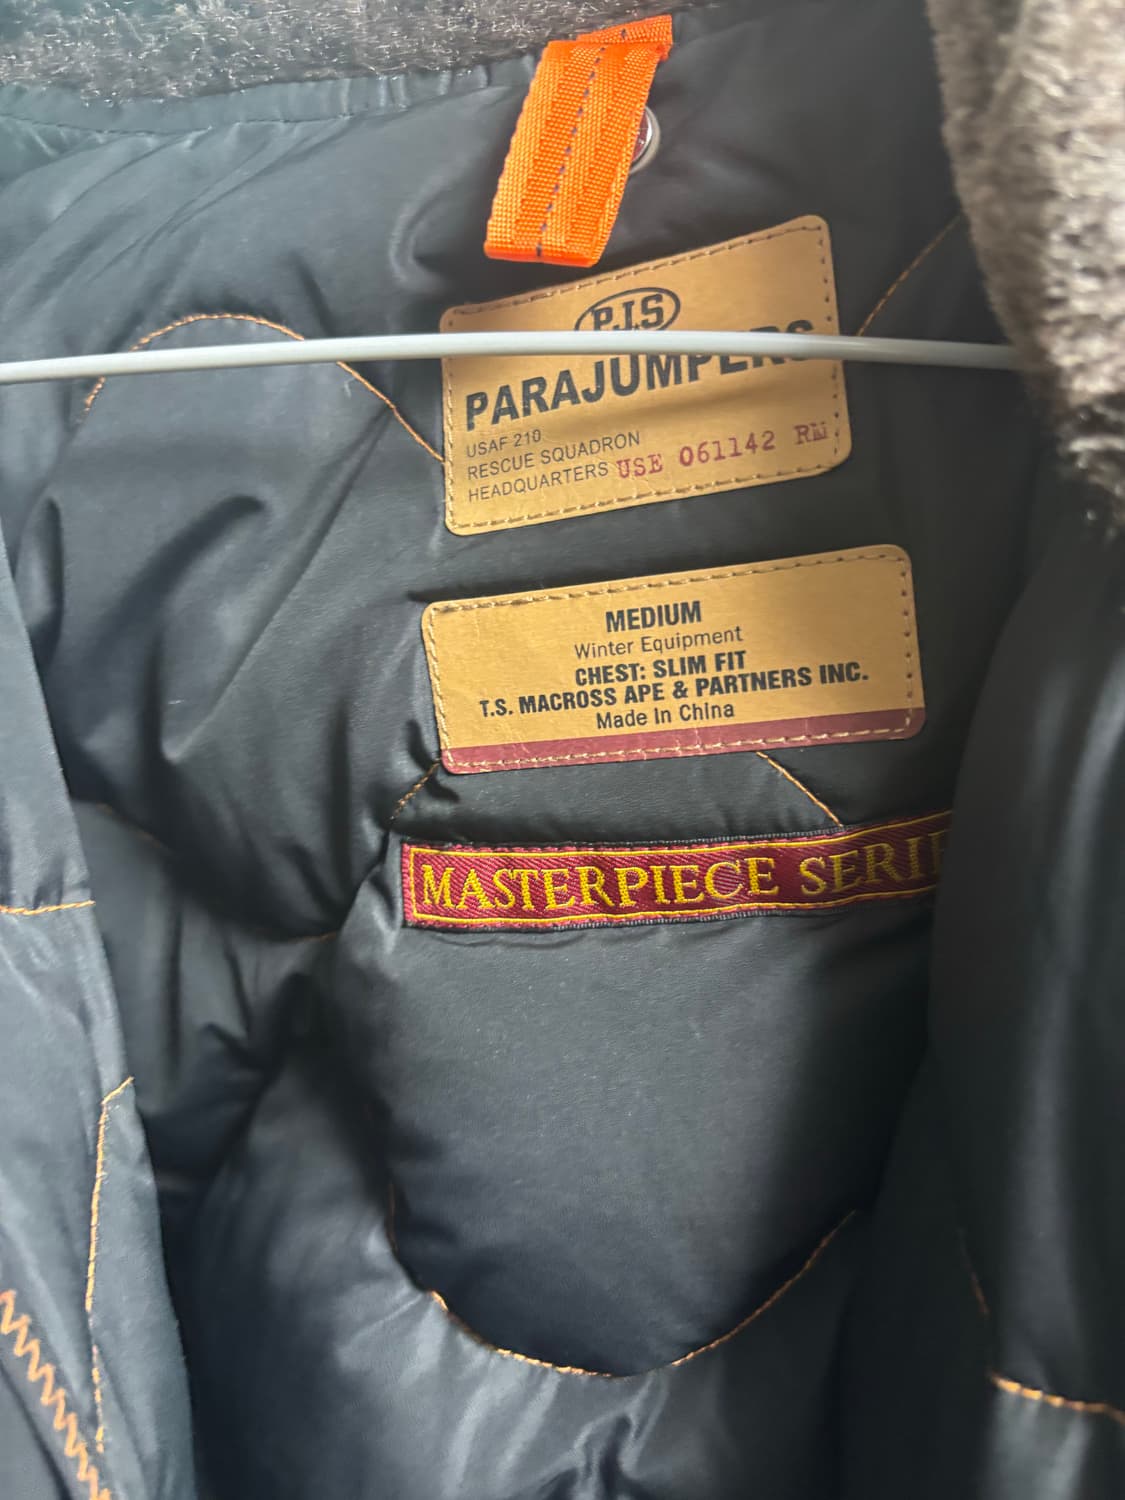 P.J.S
PARAJUMPERS
USAF 210
RESCUE SQUADRON
HEADQUARTERS USE 061142 RM
MEDIUM
Winter Equipment
CHEST: SLIM FIT
T.S. MACROSS APE & PARTNERS INC.
Made In China
MASTERPIECE SERIE